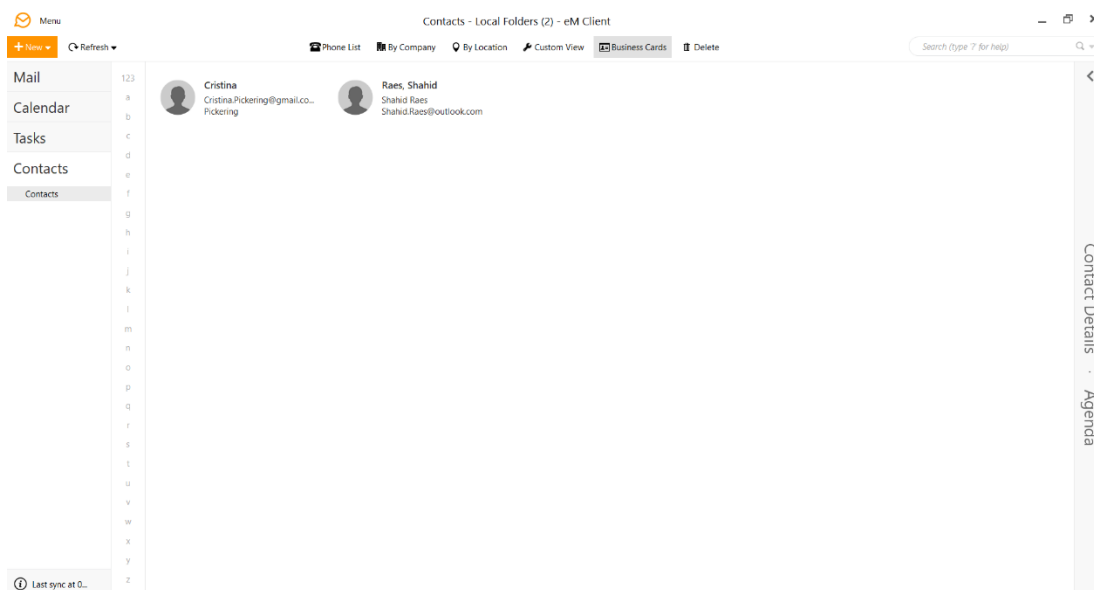 Menu
Contacts - Local Folders (2) - eM Client
New
Refresh
Phone List
By Company
By Location
Custom View
Business Cards
Delete
Search (type '?' for help)
Mail
Calendar
Tasks
Contacts
Contacts
123
a
b
c
d
e
f
g
h
i
j
k
l
m
n
o
p
q
r
s
t
u
v
w
x
y
z
Cristina
Cristina.Pickering@gmail.co...
Pickering
Raes, Shahid
Shahid Raes
Shahid.Raes@outlook.com
Contact Details · Agenda
Last sync at 0...